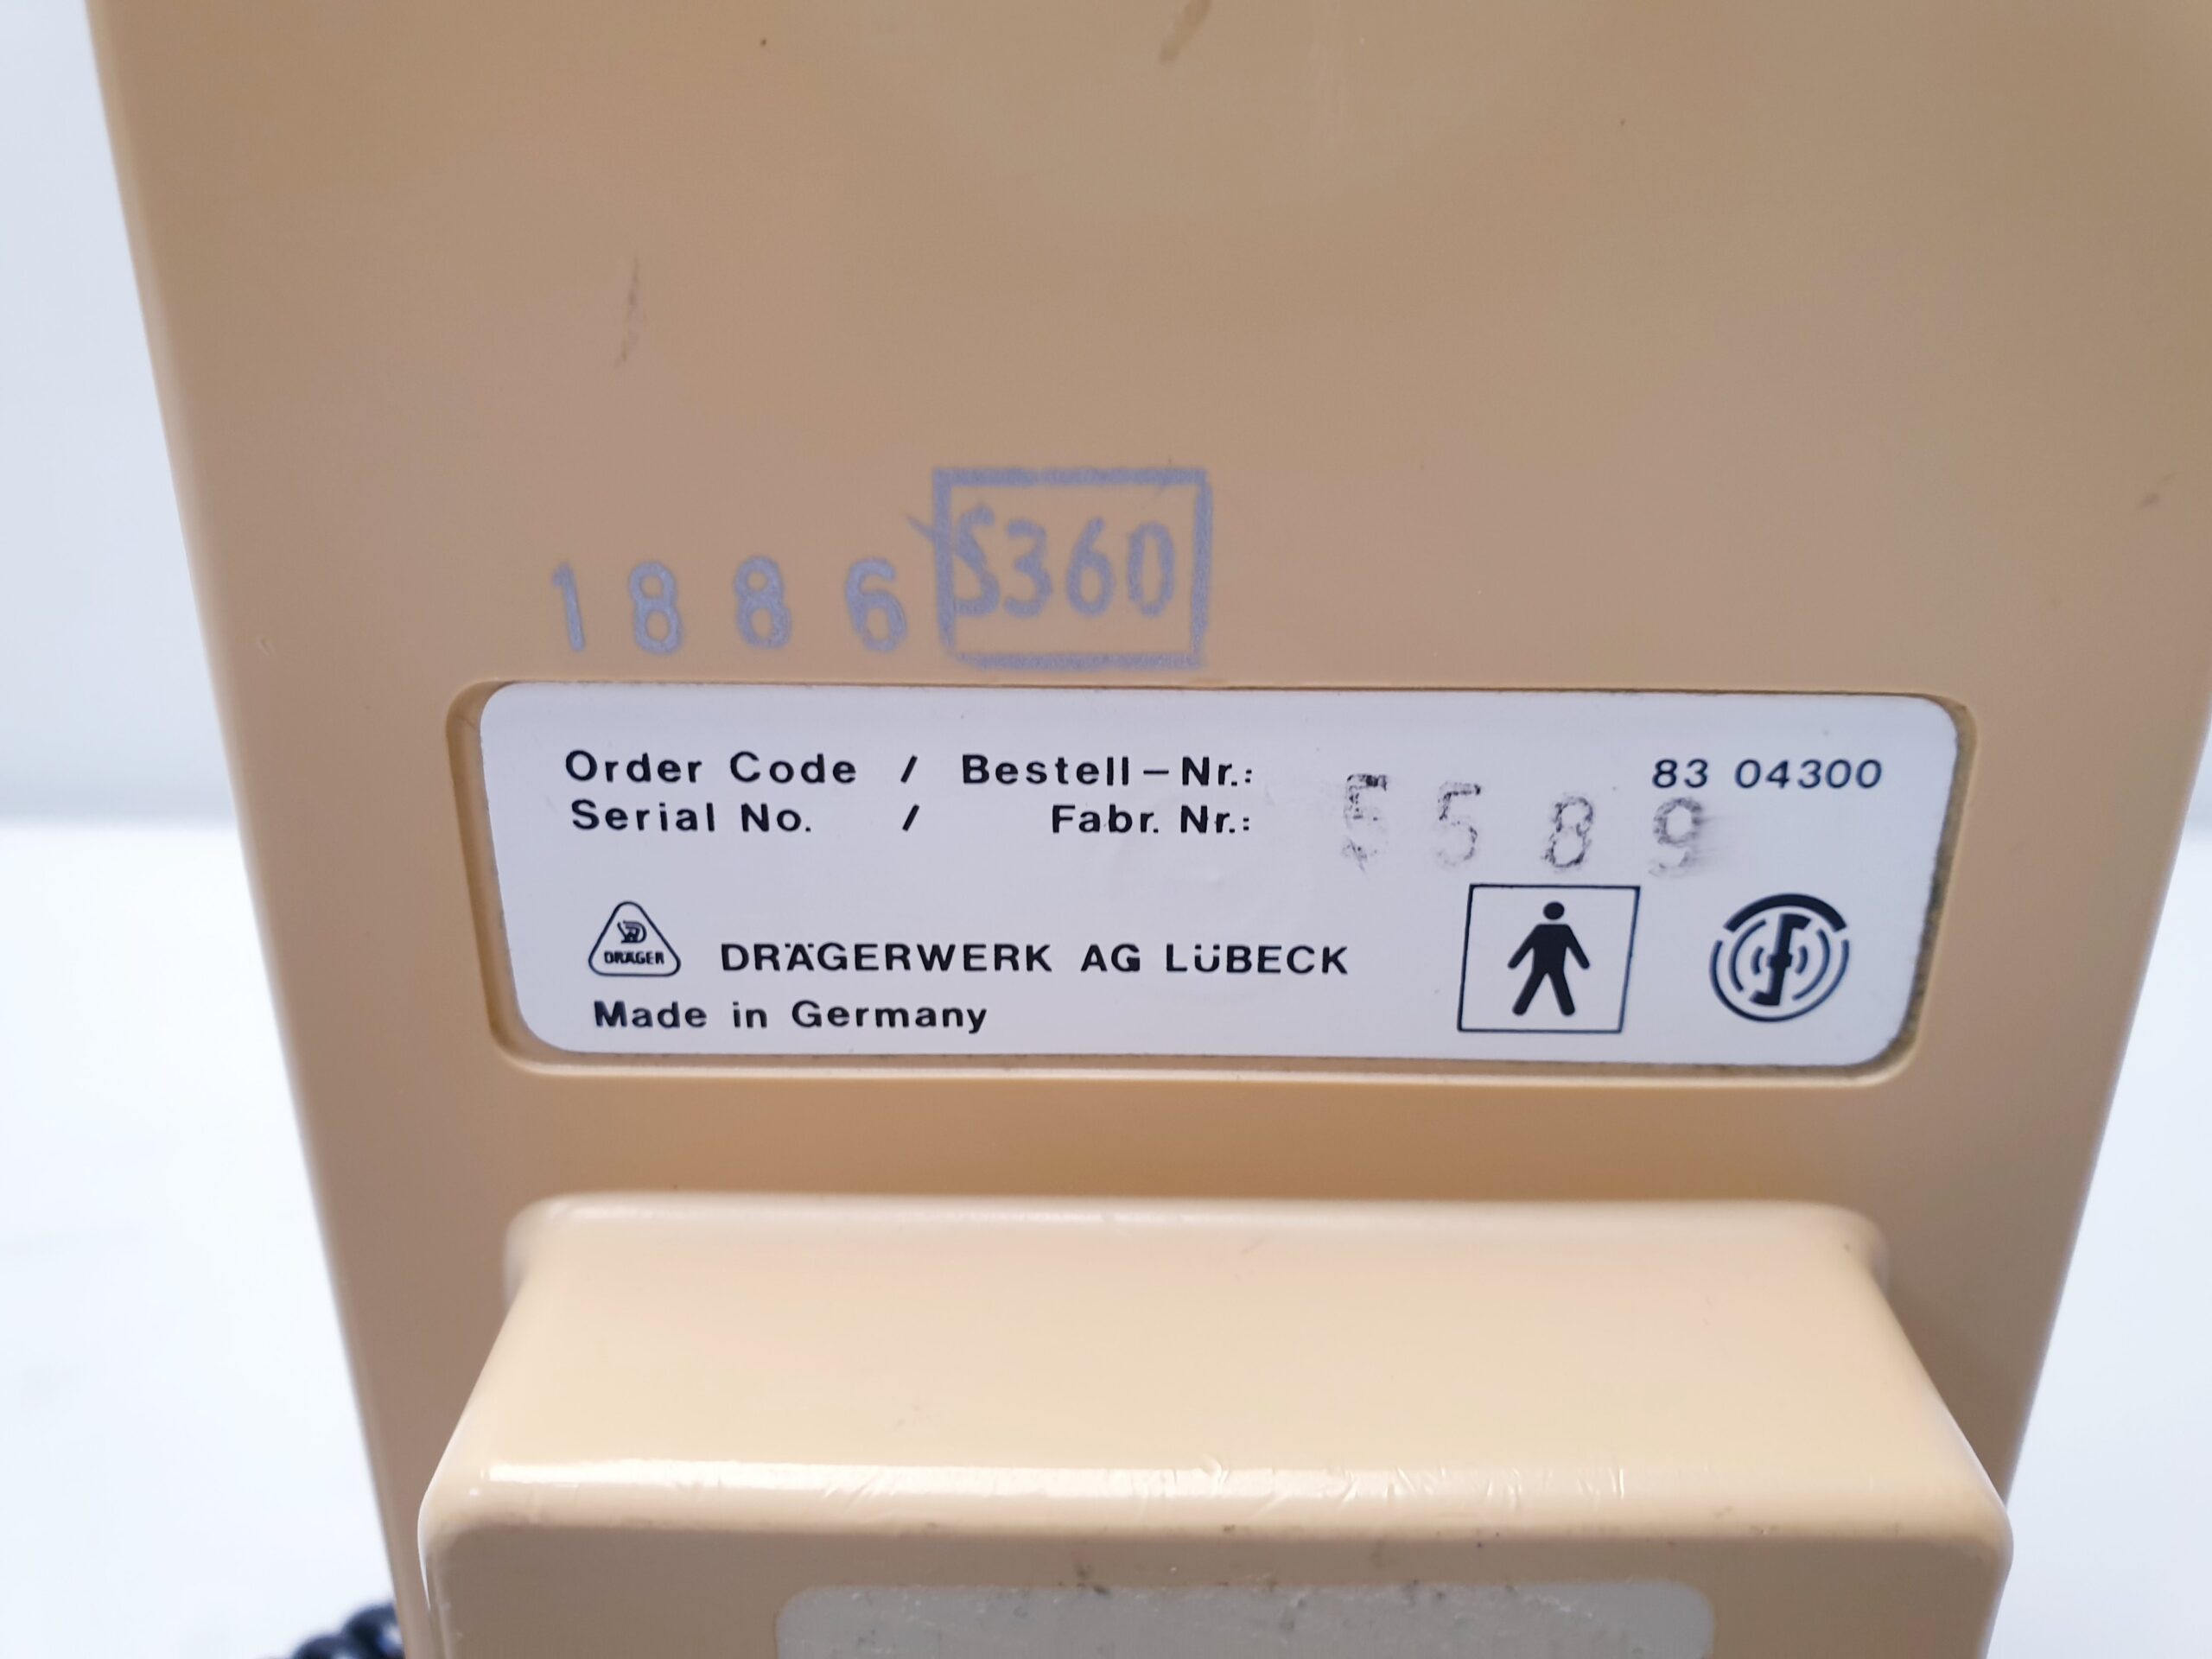 1886 S360
Order Code / Bestell-Nr.: 83 04300
Serial No. / Fabr. Nr.: 5589
DRÄGER
DRÄGERWERK AG LÜBECK
Made in Germany